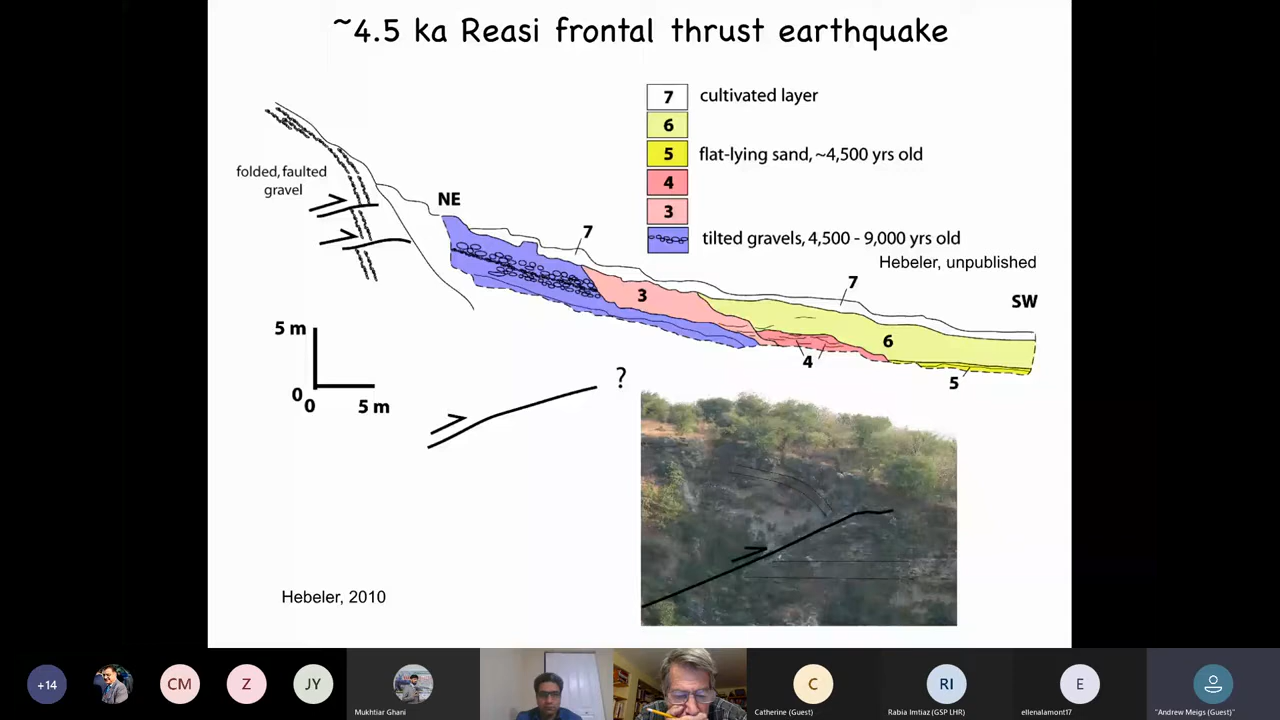 ~4.5 ka Reasi frontal thrust earthquake
7 cultivated layer
6
5 flat-lying sand, ~4,500 yrs old
4
3
tilted gravels, 4,500 - 9,000 yrs old
Hebeler, unpublished
folded, faulted
gravel
NE
7
7
SW
3
6
4
5
5 m
0
0
5 m
?
Hebeler, 2010
+14
CM
Z
JY
Mukhtiar Ghani
C
Catherine (Guest)
RI
Rabia Imtiaz (GSP LHR)
E
ellenalamont17
"Andrew Meigs (Guest)"